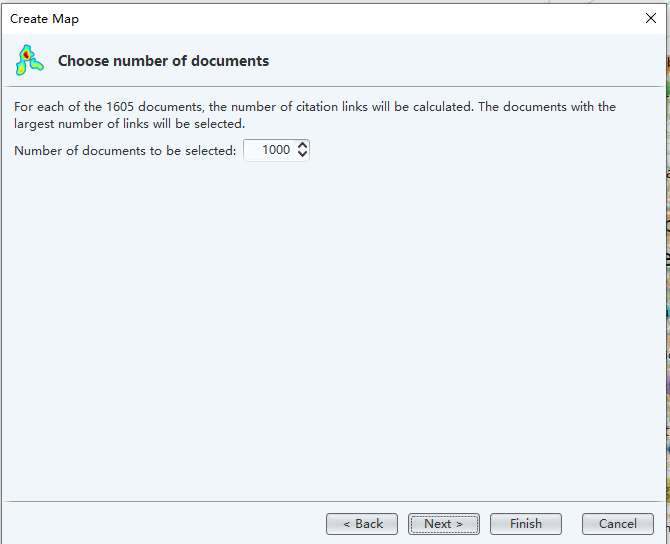 Create Map
Choose number of documents
For each of the 1605 documents, the number of citation links will be calculated. The documents with the
largest number of links will be selected.
Number of documents to be selected: 1000
< Back Next > Finish Cancel